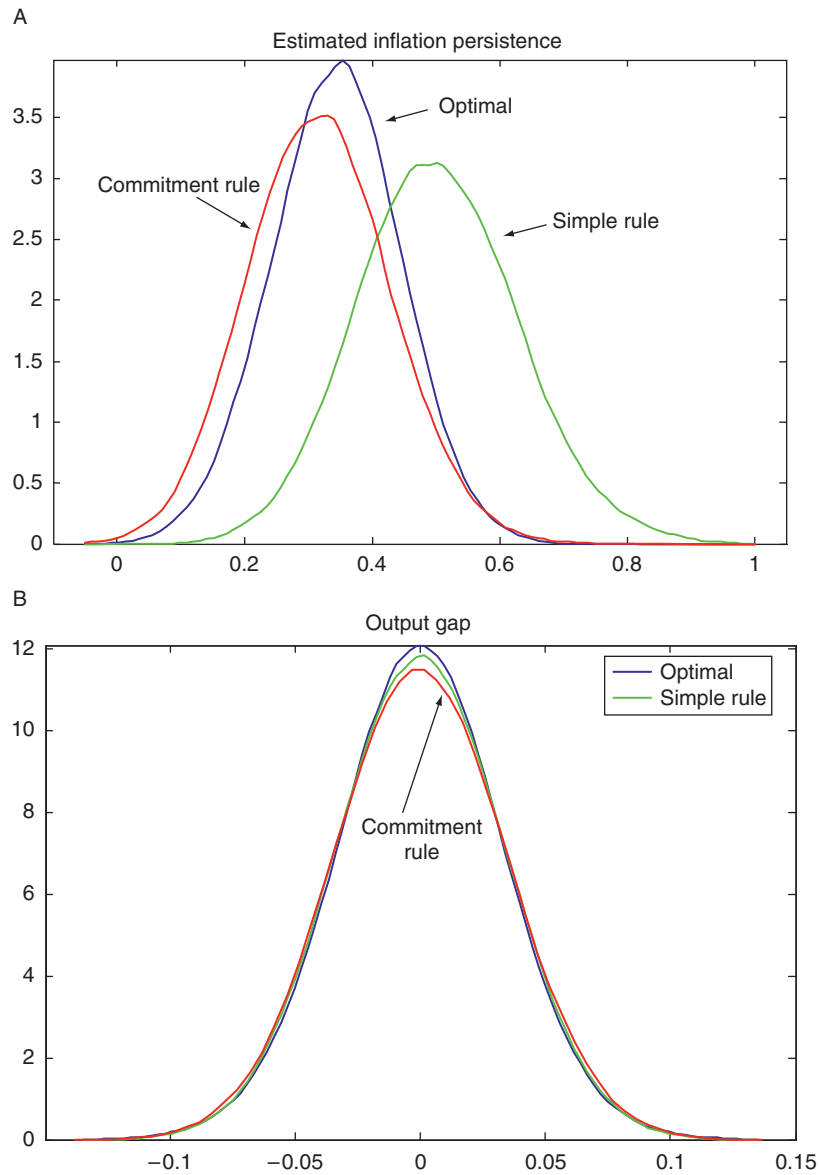 A
Estimated inflation persistence
3.5
3
2.5
2
1.5
1
0.5
0
Optimal
Commitment rule
Simple rule
0 0.2 0.4 0.6 0.8 1
B
Output gap
12
10
8
6
4
2
0
Optimal
Simple rule
Commitment
rule
−0.1 −0.05 0 0.05 0.1 0.15